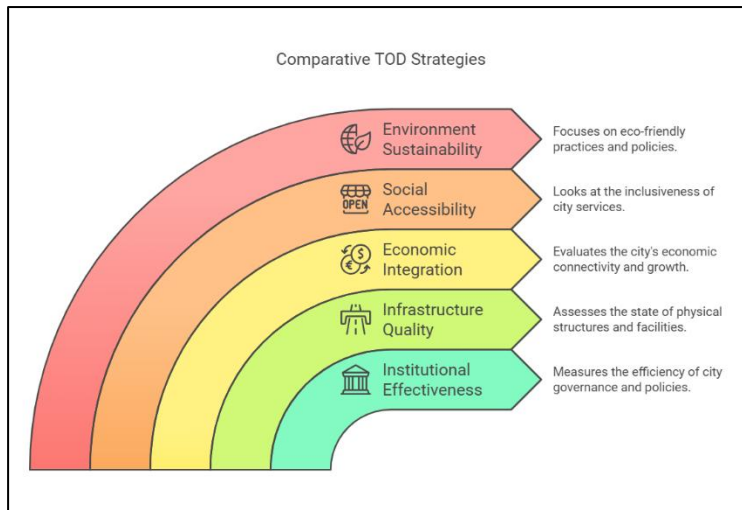 Comparative TOD Strategies
Environment
Sustainability
Focuses on eco-friendly
practices and policies.
OPEN
Social
Accessibility
Looks at the inclusiveness of
city services.
$
€
Economic
Integration
Evaluates the city's economic
connectivity and growth.
Infrastructure
Quality
Assesses the state of physical
structures and facilities.
Institutional
Effectiveness
Measures the efficiency of city
governance and policies.